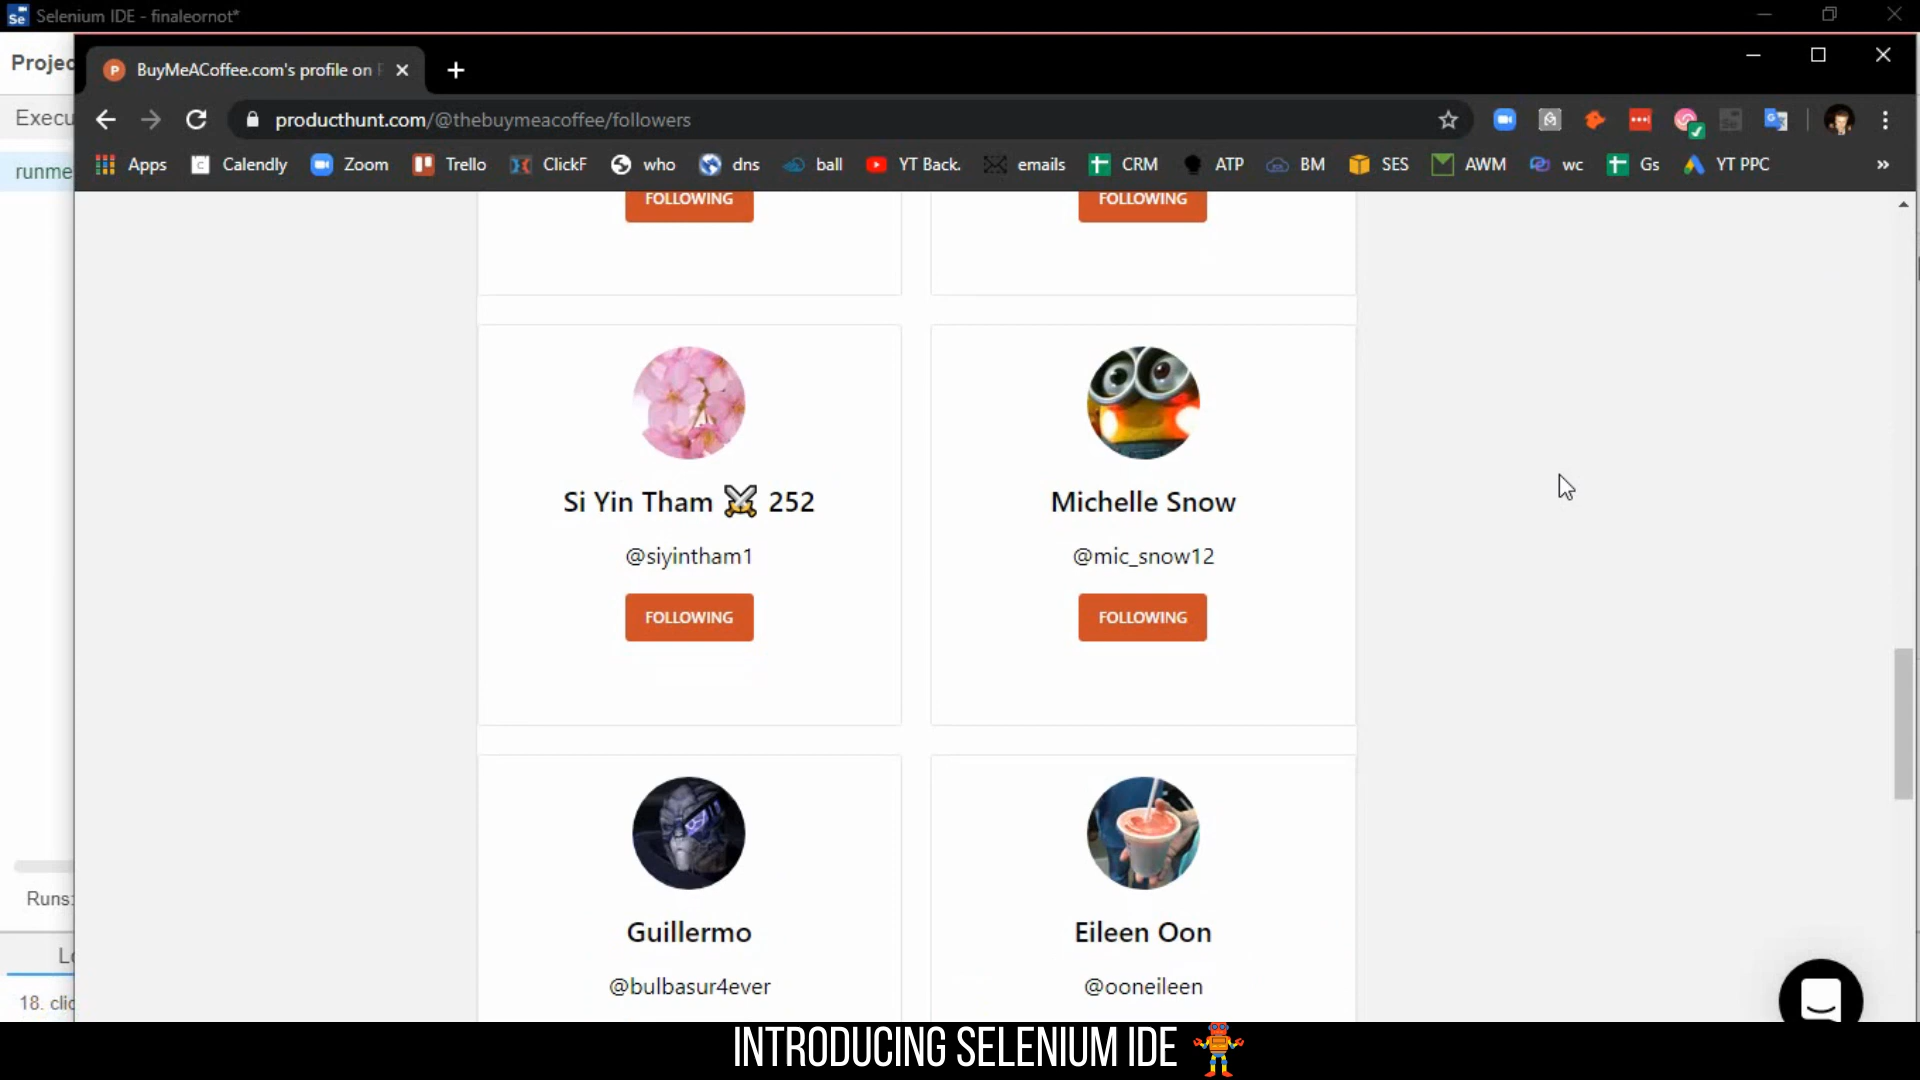 Selenium IDE - finaleornot*
Projec
BuyMeACoffee.com's profile on
Execu
producthunt.com/@thebuymeacoffee/followers
runme
Apps Calendly Zoom Trello ClickF who dns ball YT Back. emails CRM ATP BM SES AWM wc Gs YT PPC »
FOLLOWING FOLLOWING
Si Yin Tham ⚔️ 252
@siyintham1
FOLLOWING
Michelle Snow
@mic_snow12
FOLLOWING
Guillermo
@bulbasur4ever
Eileen Oon
@ooneileen
Runs:
Lo
18. clic
INTRODUCING SELENIUM IDE